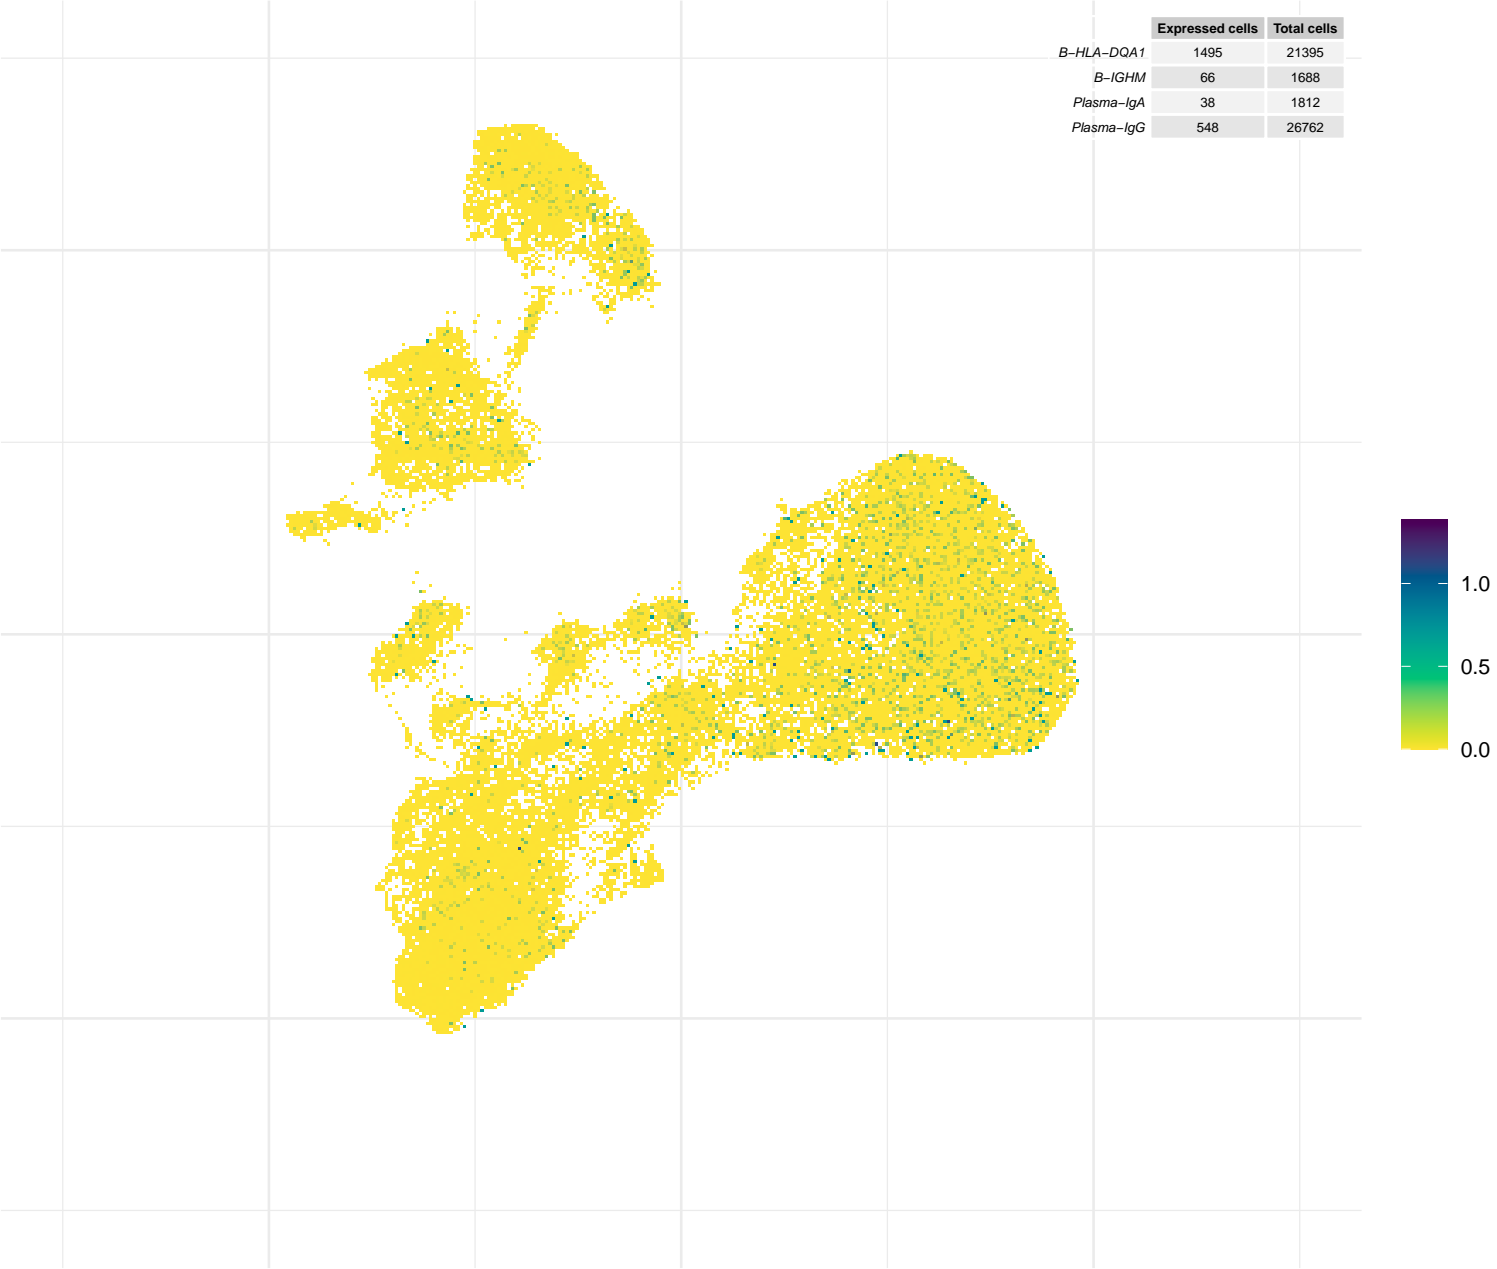 Expressed cells Total cells
B−HLA−DQA1 1495 21395
B−IGHM 66 1688
Plasma−IgA 38 1812
Plasma−IgG 548 26762
1.0
0.5
0.0